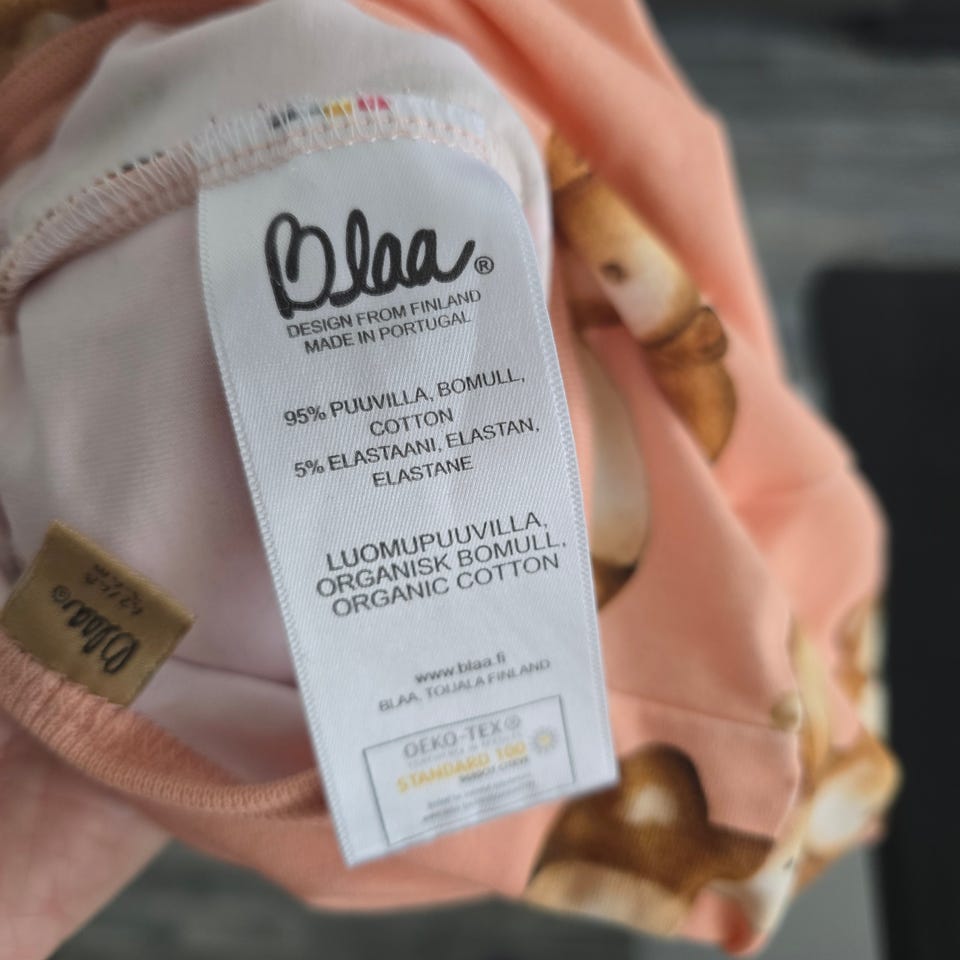 Blaa®
DESIGN FROM FINLAND
MADE IN PORTUGAL
95% PUUVILLA, BOMULL,
COTTON
5% ELASTAANI, ELASTAN,
ELASTANE
LUOMUPUUVILLA,
ORGANISK BOMULL,
ORGANIC COTTON
www.blaa.fi
BLAA, TOIJALA FINLAND
OEKO-TEX®
STANDARD 100
Blaa®